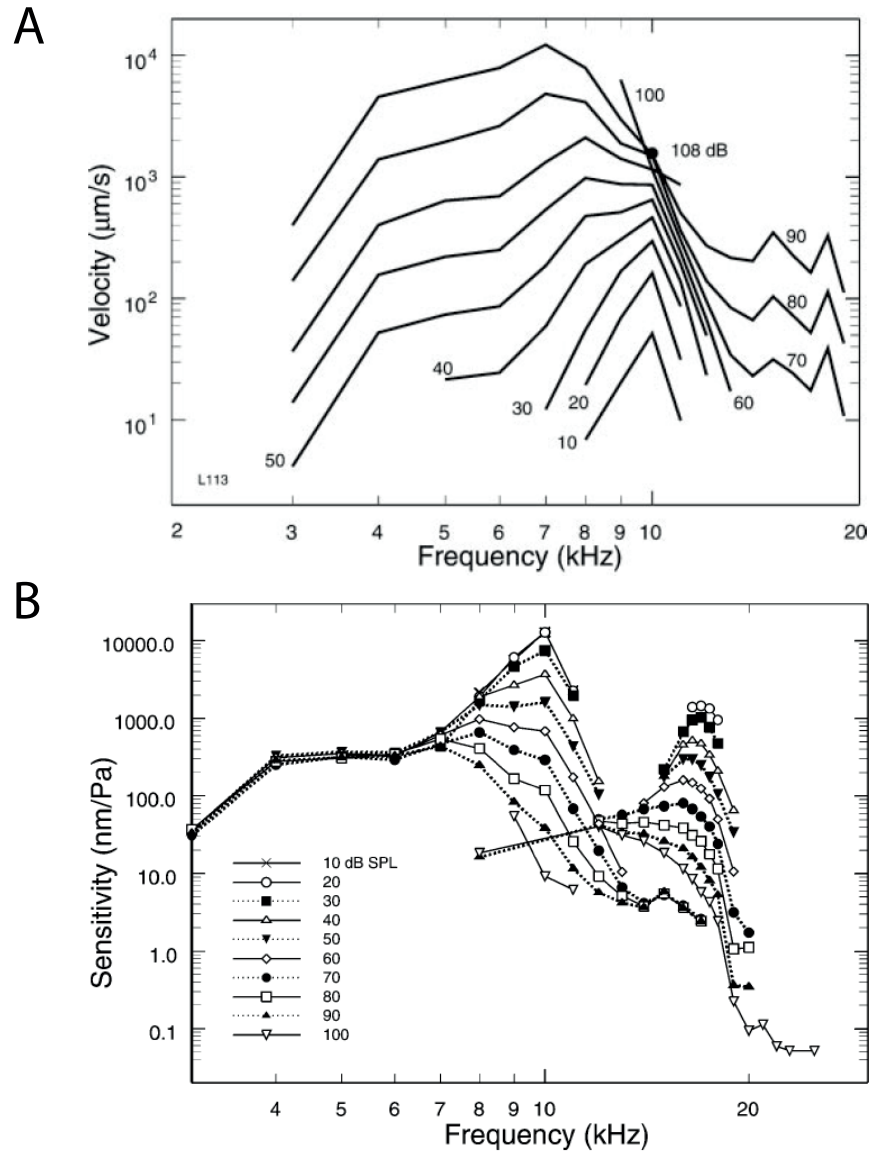 A
Velocity (μm/s)
10⁴
10³
10²
10¹
100
108 dB
90
80
70
60
50
40
30
20
10
L113
2 3 4 5 6 7 8 9 10 20
Frequency (kHz)
B
Sensitivity (nm/Pa)
10000.0
1000.0
100.0
10.0
1.0
0.1
10 dB SPL
20
30
40
50
60
70
80
90
100
4 5 6 7 8 9 10 20
Frequency (kHz)